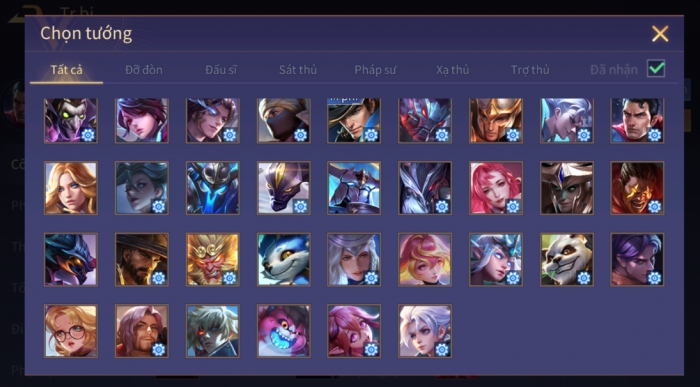 Chọn tướng
Tất cả Đỡ đòn Đấu sĩ Sát thủ Pháp sư Xạ thủ Trợ thủ Đã nhận